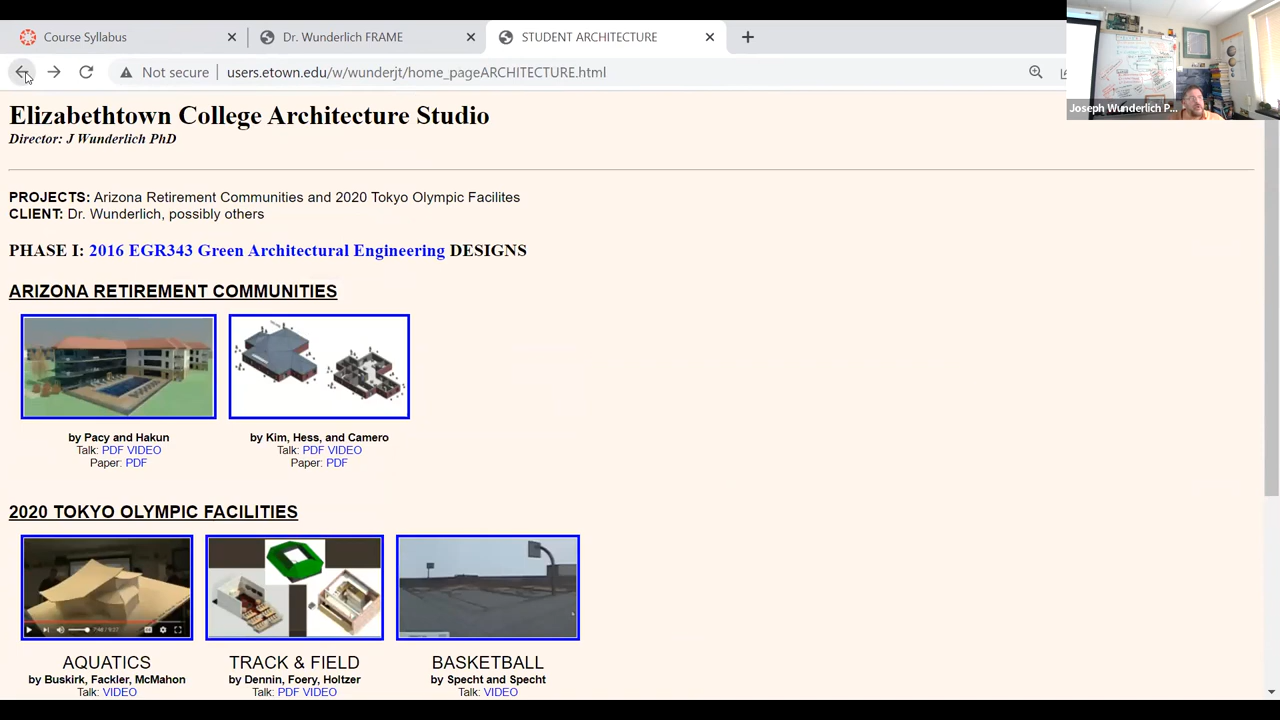 Course Syllabus
Dr. Wunderlich FRAME
STUDENT ARCHITECTURE
Not secure
users.etown.edu/w/wunderjt/home_pageARCHITECTURE.html
Joseph Wunderlich P...
Elizabethtown College Architecture Studio
Director: J Wunderlich PhD
PROJECTS: Arizona Retirement Communities and 2020 Tokyo Olympic Facilites
CLIENT: Dr. Wunderlich, possibly others
PHASE I: 2016 EGR343 Green Architectural Engineering DESIGNS
ARIZONA RETIREMENT COMMUNITIES
by Pacy and Hakun
Talk: PDF VIDEO
Paper: PDF
by Kim, Hess, and Camero
Talk: PDF VIDEO
Paper: PDF
2020 TOKYO OLYMPIC FACILITIES
AQUATICS
by Buskirk, Fackler, McMahon
Talk: VIDEO
TRACK & FIELD
by Dennin, Foery, Holtzer
Talk: PDF VIDEO
BASKETBALL
by Specht and Specht
Talk: VIDEO